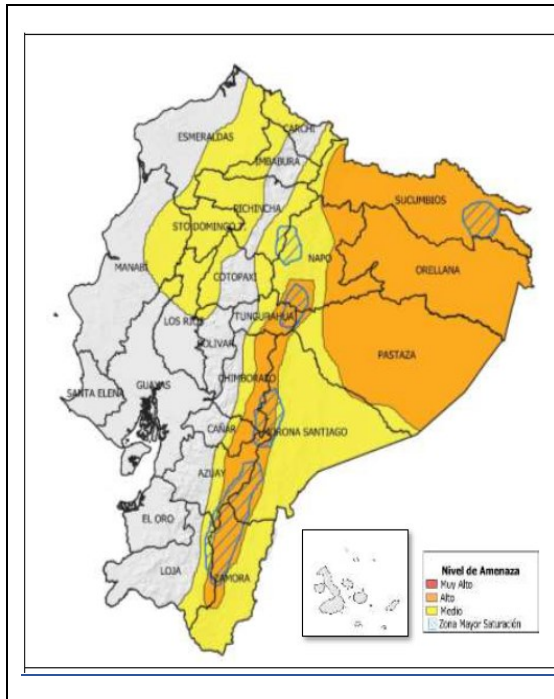 ESMERALDAS
CARCHI
IMBABURA
SUCUMBIOS
PICHINCHA
STO DOMINGO T.
NAPO
MANABI
COTOPAXI
ORELLANA
LOS RIOS
TUNGURAHUA
BOLIVAR
PASTAZA
CHIMBORAZO
SANTA ELENA
GUAYAS
MORONA SANTIAGO
CAÑAR
AZUAY
EL ORO
LOJA
ZAMORA
Nivel de Amenaza
Muy Alto
Alto
Medio
Zona Mayor Saturación